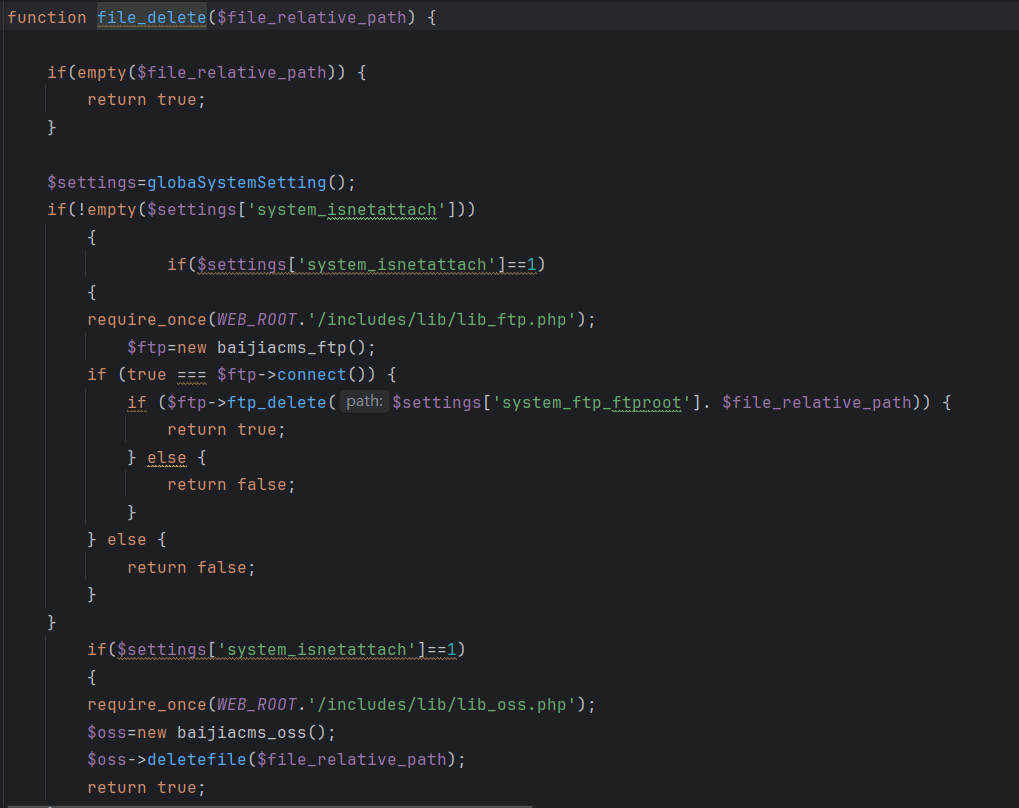 function file_delete($file_relative_path) {
if(empty($file_relative_path)) {
return true;
}
$settings=globaSystemSetting();
if(!empty($settings['system_isnetattach']))
{
if($settings['system_isnetattach']==1)
{
require_once(WEB_ROOT.'/includes/lib/lib_ftp.php');
$ftp=new baijiacms_ftp();
if (true === $ftp->connect()) {
if ($ftp->ftp_delete( path: $settings['system_ftp_ftproot']. $file_relative_path)) {
return true;
} else {
return false;
}
} else {
return false;
}
}
if($settings['system_isnetattach']==1)
{
require_once(WEB_ROOT.'/includes/lib/lib_oss.php');
$oss=new baijiacms_oss();
$oss->deletefile($file_relative_path);
return true;